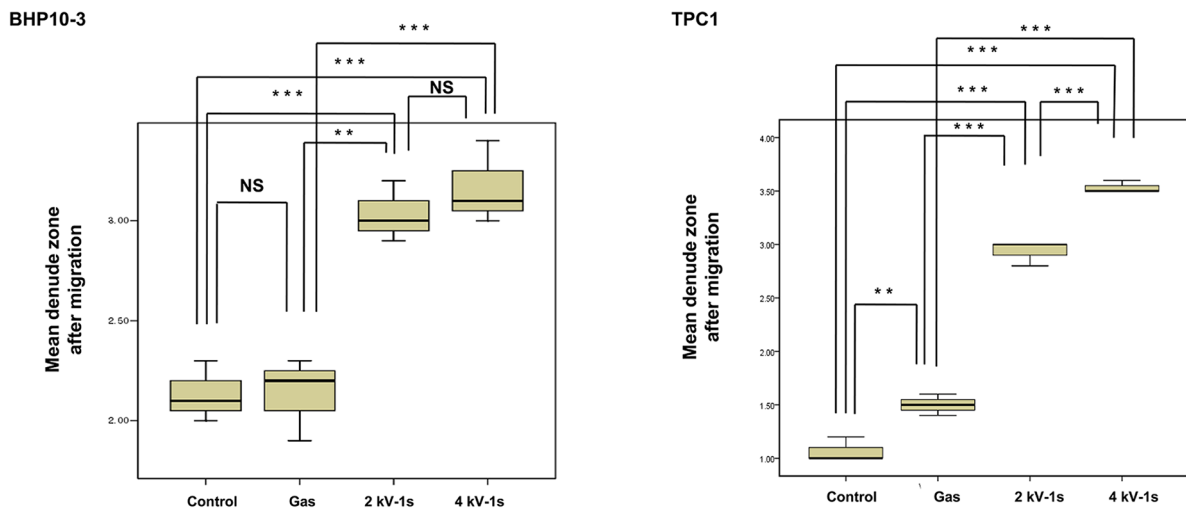 BHP10-3
* * *
* * *
NS
* * *
* *
NS
3.00
2.50
2.00
Mean denude zone
after migration
Control Gas 2 kV-1s 4 kV-1s
TPC1
* * *
* * *
* * *
* * *
* * *
* *
4.00
3.50
3.00
2.50
2.00
1.50
1.00
Mean denude zone
after migration
Control Gas 2 kV-1s 4 kV-1s